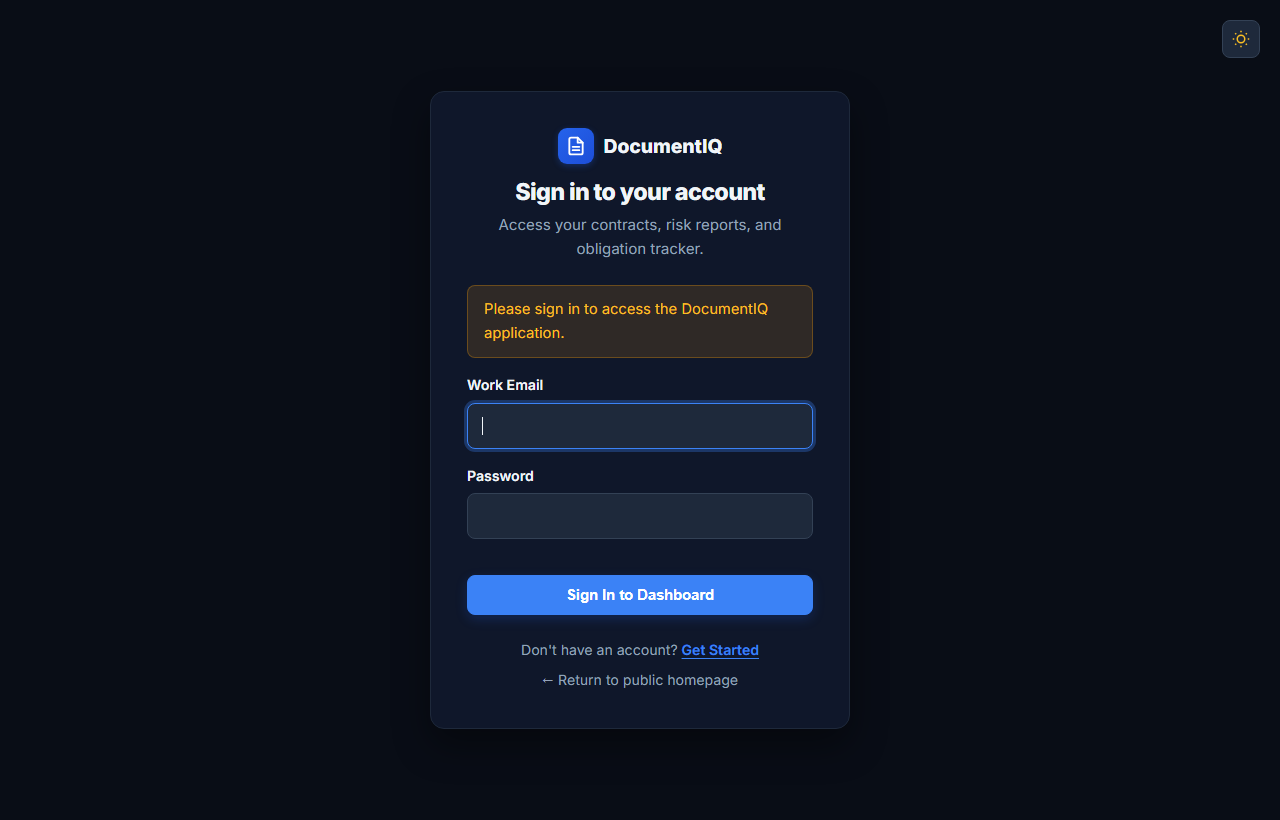 DocumentIQ
Sign in to your account
Access your contracts, risk reports, and
obligation tracker.
Please sign in to access the DocumentIQ
application.
Work Email
Password
Sign In to Dashboard
Don't have an account? Get Started
← Return to public homepage